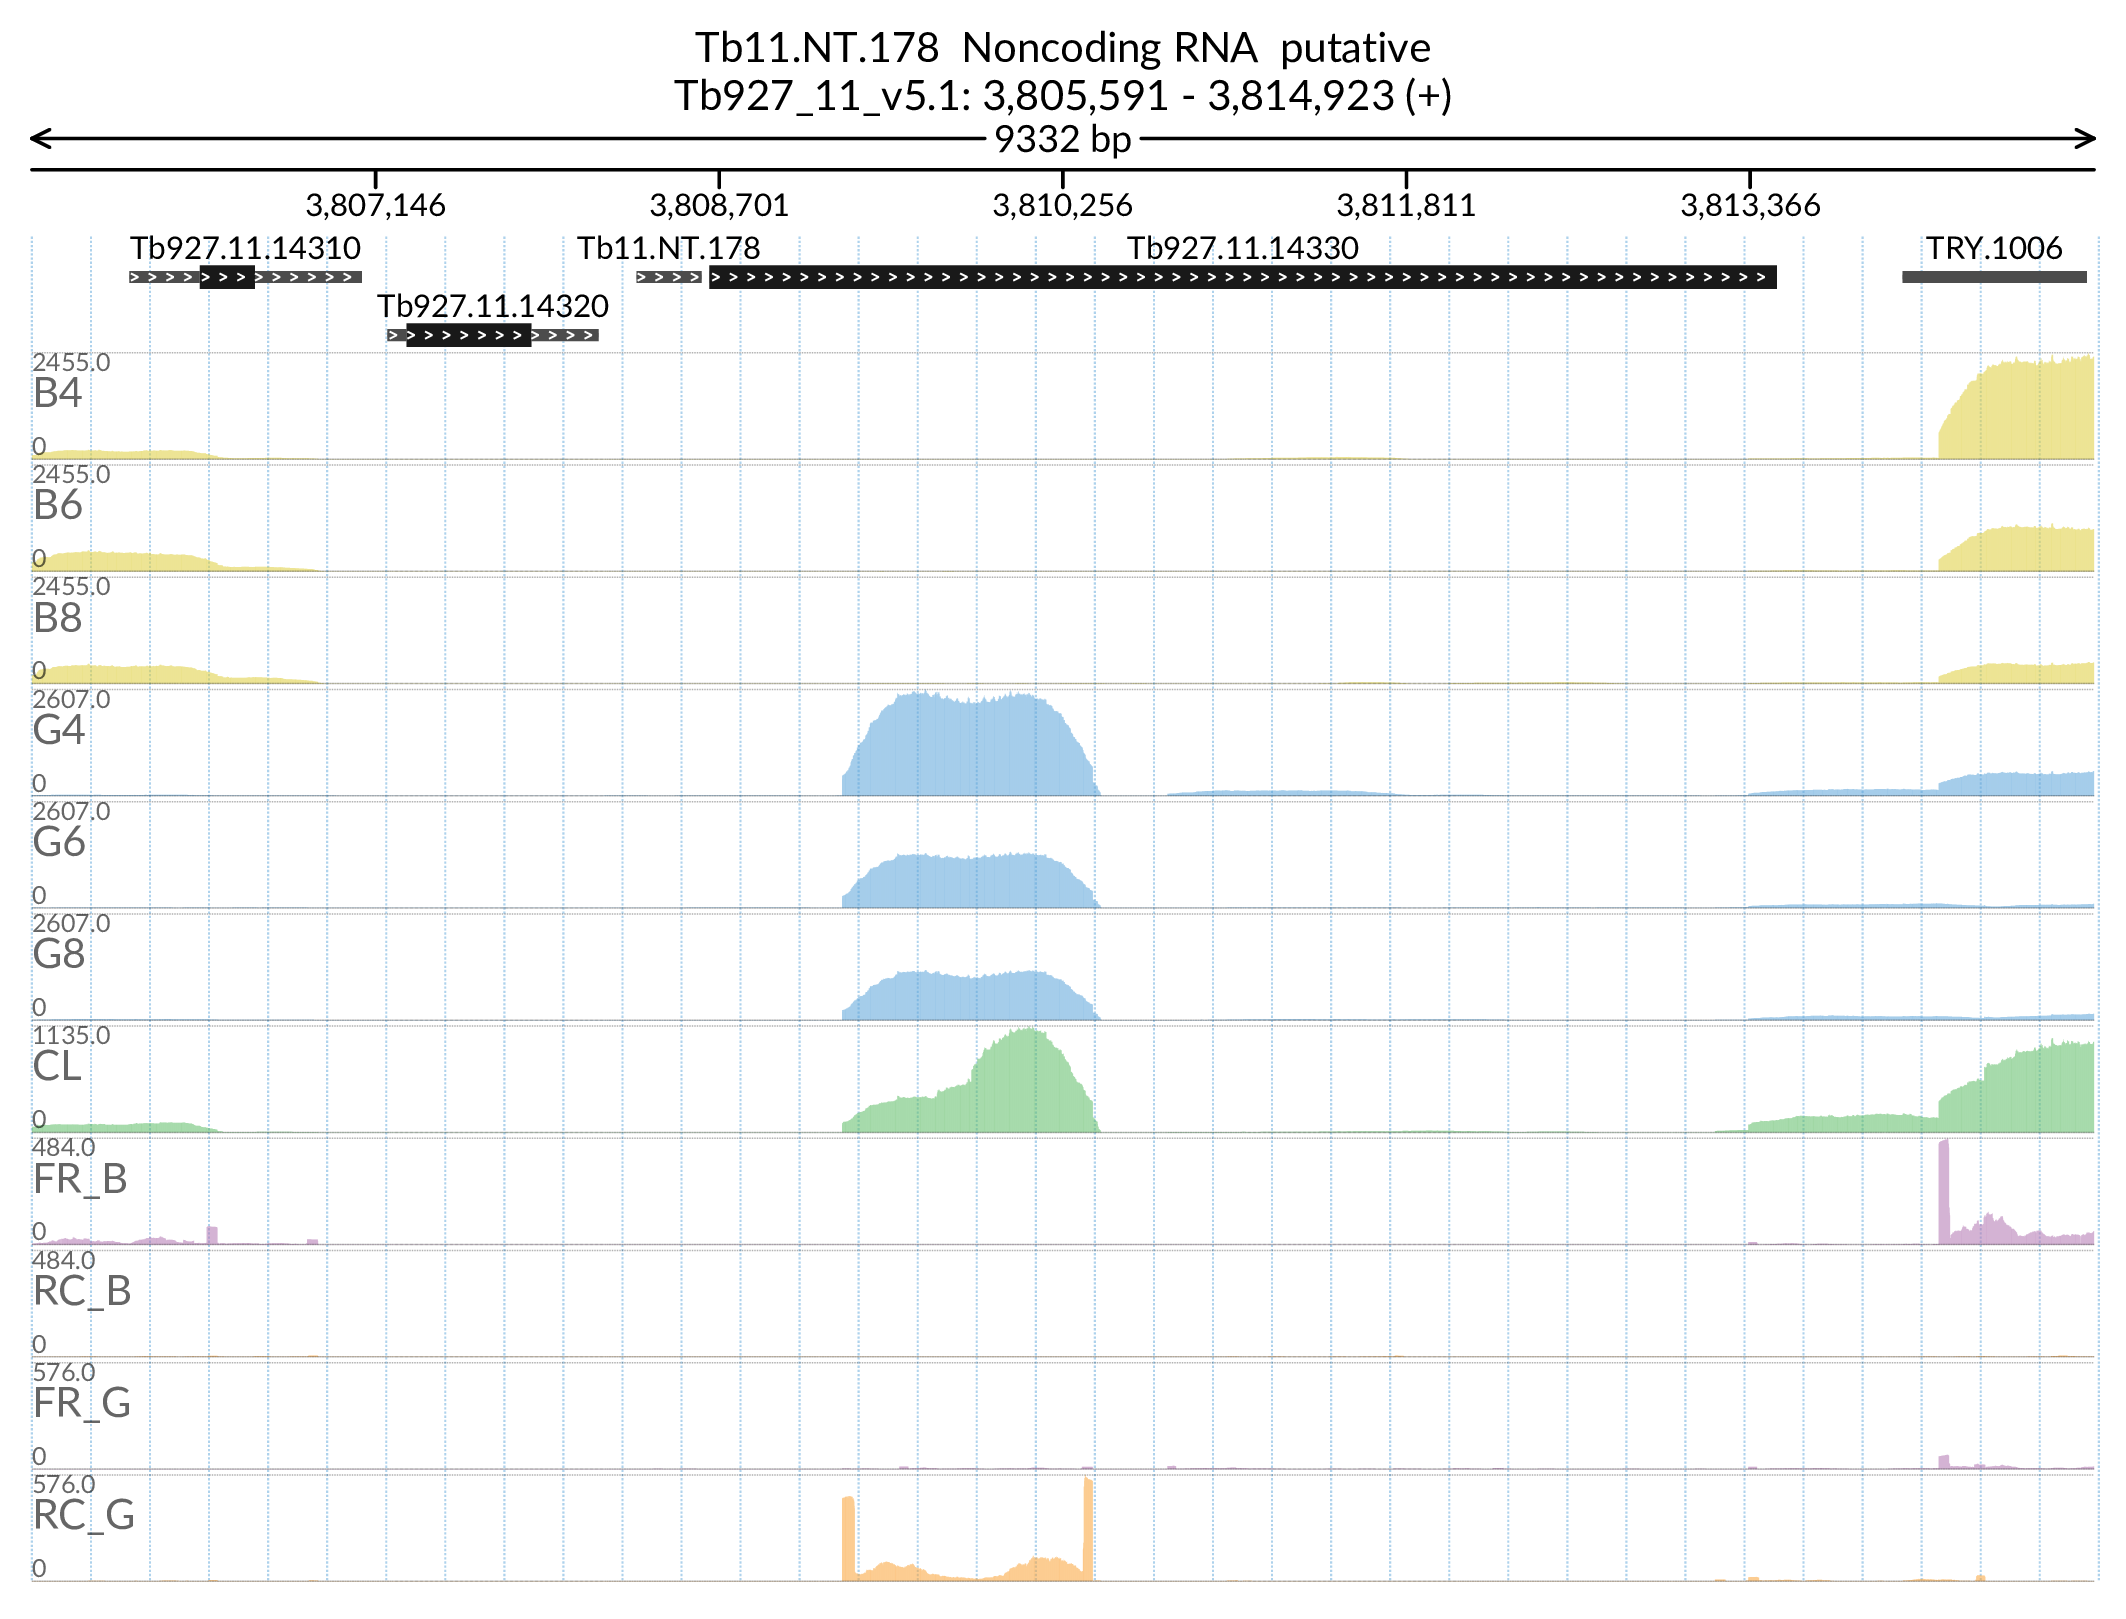 Tb11.NT.178  Noncoding RNA  putative
Tb927_11_v5.1: 3,805,591 - 3,814,923 (+)
9332 bp
3,807,146 3,808,701 3,810,256 3,811,811 3,813,366
Tb927.11.14310 Tb11.NT.178 Tb927.11.14330 TRY.1006
Tb927.11.14320
2455.0
B4
0
2455.0
B6
0
2455.0
B8
0
2607.0
G4
0
2607.0
G6
0
2607.0
G8
0
1135.0
CL
0
484.0
FR_B
0
484.0
RC_B
0
576.0
FR_G
0
576.0
RC_G
0